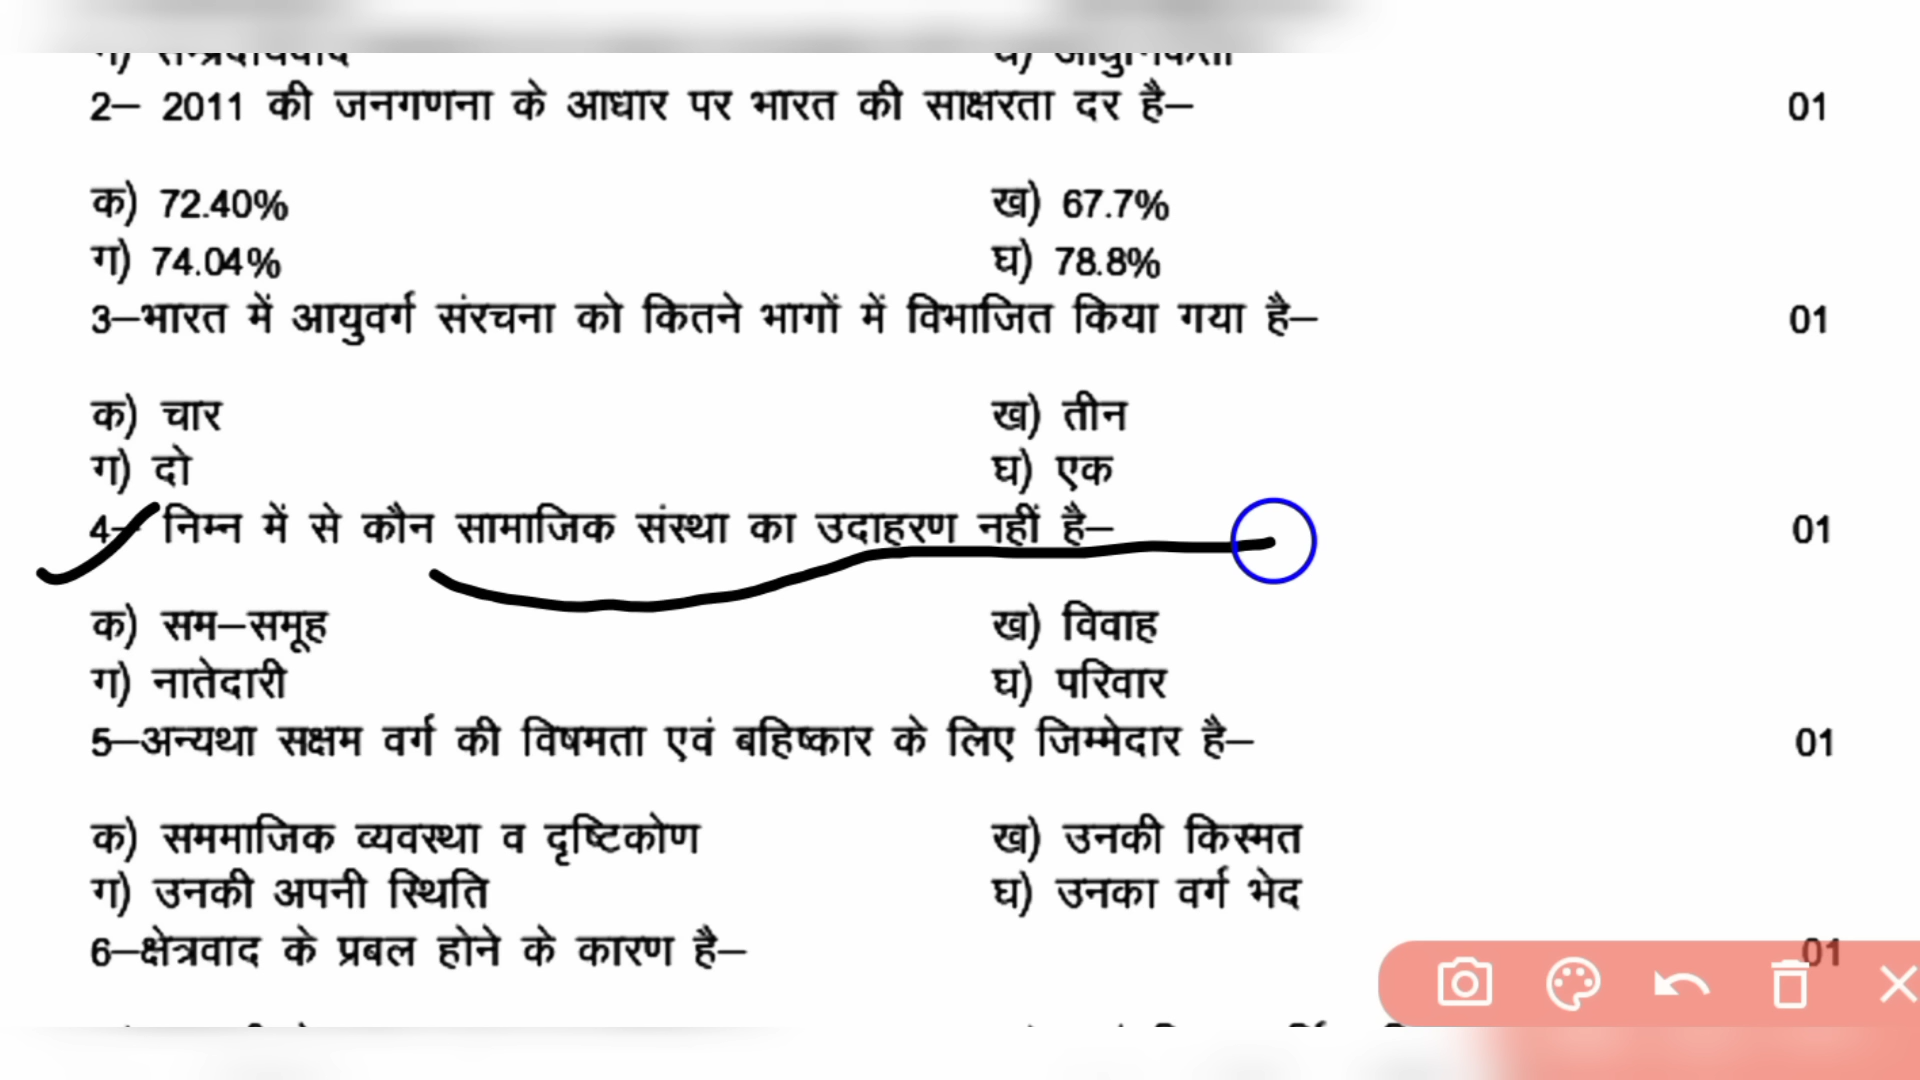 2– 2011 की जनगणना के आधार पर भारत की साक्षरता दर है– 01
क) 72.40% ख) 67.7%
ग) 74.04% घ) 78.8%
3–भारत में आयुवर्ग संरचना को कितने भागों में विभाजित किया गया है– 01
क) चार ख) तीन
ग) दो घ) एक
4– निम्न में से कौन सामाजिक संस्था का उदाहरण नहीं है– 01
क) सम–समूह ख) विवाह
ग) नातेदारी घ) परिवार
5–अन्यथा सक्षम वर्ग की विषमता एवं बहिष्कार के लिए जिम्मेदार है– 01
क) सममाजिक व्यवस्था व दृष्टिकोण ख) उनकी किस्मत
ग) उनकी अपनी स्थिति घ) उनका वर्ग भेद
6–क्षेत्रवाद के प्रबल होने के कारण है– 01